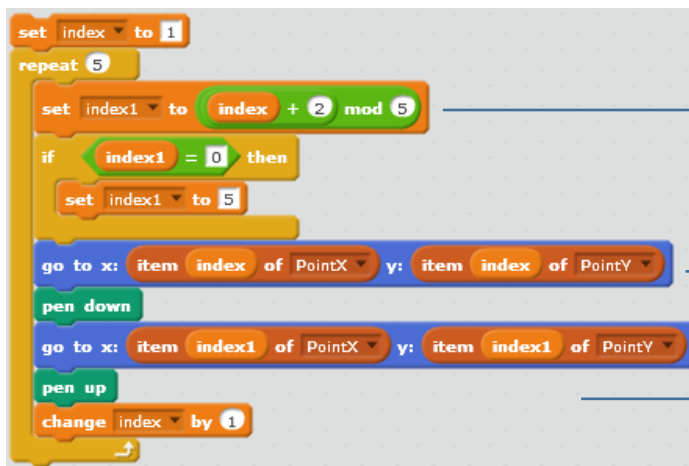 set index to 1
repeat 5
set index1 to index + 2 mod 5
if index1 = 0 then
set index1 to 5
go to x: item index of PointX y: item index of PointY
pen down
go to x: item index1 of PointX y: item index1 of PointY
pen up
change index by 1